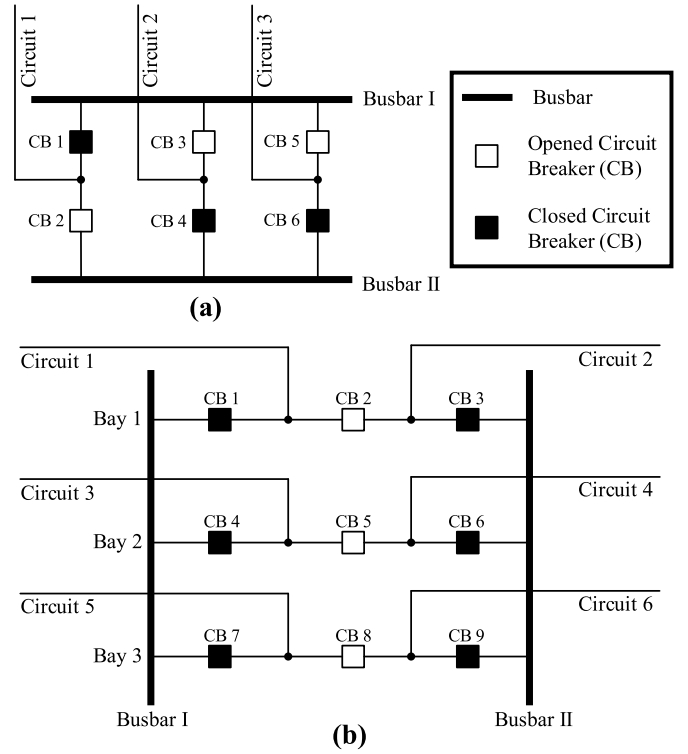 Circuit 1
Circuit 2
Circuit 3
Busbar I
CB 1
CB 3
CB 5
CB 2
CB 4
CB 6
Busbar II
(a)
Busbar
Opened Circuit
Breaker (CB)
Closed Circuit
Breaker (CB)
Circuit 1
Circuit 2
Bay 1
CB 1
CB 2
CB 3
Circuit 3
Circuit 4
Bay 2
CB 4
CB 5
CB 6
Circuit 5
Circuit 6
Bay 3
CB 7
CB 8
CB 9
Busbar I
Busbar II
(b)